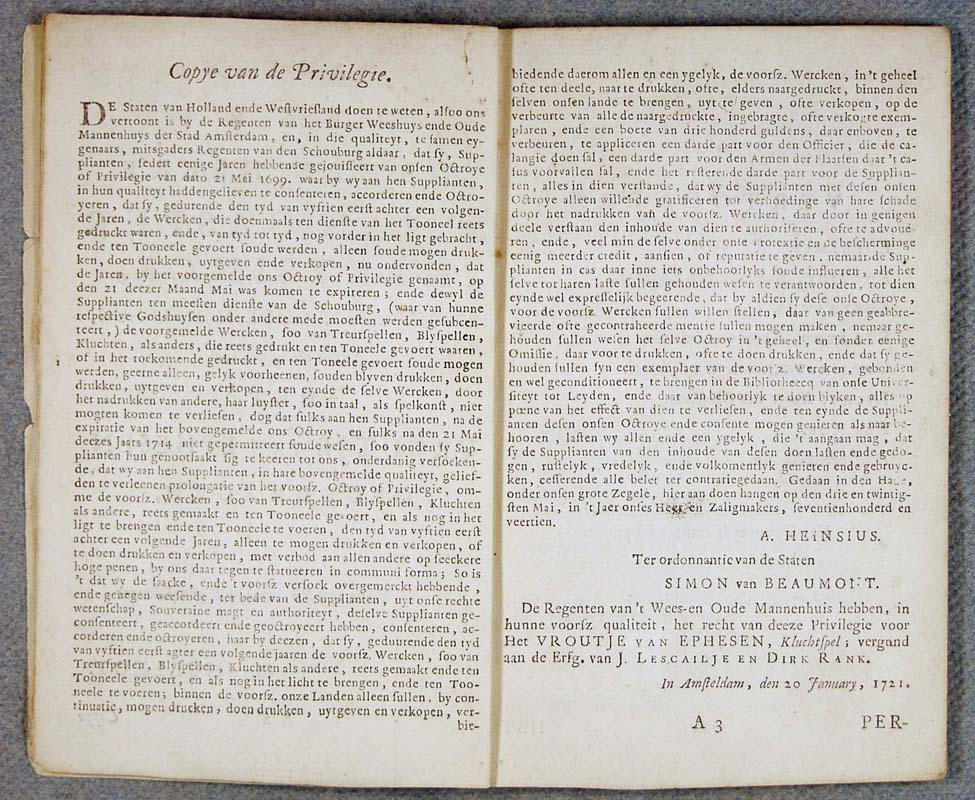 Copye van de Privilegie.
DE Staten van Holland ende Westvriesland doen te weten, alsoo ons
vertoont is by de Regenten van het Burger Weeshuys ende Oude
Mannenhuys der Stad Amsterdam, en, in die qualiteyt, te samen ey-
genaars, mitsgaders Regenten van den Schouburg aldaar, dat sy, Sup-
plianten, sedert eenige Jaren hebbende gejouisseert van onsen Octroye
of Privilegie van dato 21 Mei 1699. waar by wy aan hen Supplianten,
in hun qualiteyt hadden gelieven te consenteren, accorderen ende Octro-
yeren, dat sy, gedurende den tyd van vystien eerst achter een volgen-
de Jaren, de Wercken, die doenmaals ten dienste van het Tooneel reets
gedruckt waren, ende, van tyd tot tyd, nog vorder in het ligt gebracht,
ende ten Tooneele gevoert soude werden, alleen soude mogen druk-
ken, doen drukken, uytgeven ende verkopen, nu ondervonden, dat
de Jaren, by het voorgemelde ons Octroy of Privilegie genaamt, op
den 21 deezer Maand Mai was komen te expireren; ende dewyl de
Supplianten ten meesten dienste van de Schouburg, (waar van hunne
respective Godshuysen onder andere mede moesten werden gesubcen-
teert,) de voorgemelde Wercken, soo van Treurspellen, Blyspellen,
Kluchten, als anders, die reets gedrukt en ten Toneele gevoert waaren,
of in het toekomende gedrukt, en ten Toneele gevoert soude mogen
werden, geerne alleen, gelyk voorheenen, souden blyven drukken, doen
drukken, uytgeven en verkopen, ten eynde de selve Wercken, door
het nadrukken van andere, haar luyster, soo in taal, als spelkonst, niet
mogten komen te verliesen, dog dat sulks aan hen Supplianten, na de
expiratie van het bovengemelde ons Octroy, en sulks na den 21 Mai
deezes Jaars 1714 niet gepermitteert soude wesen, soo vonden sy Sup-
plianten hun genootsaakt sig te keeren tot ons, onderdanig versoeken-
de, dat wy aan hen Supplianten, in hare bovengemelde qualiteyt, gelief-
den te verleenen prolongatie van het voorsz. Octroy of Privilegie, om-
me de voorsz. Wercken, soo van Treurspellen, Blyspellen, Kluchten
als andere, reets gemaakt en ten Toneele gevoert, en als nog in het
ligt te brengen ende ten Toneele te voeren, den tyd van vystien eerst
achter een volgende Jaren, alleen te mogen drukken en verkopen, of
te doen drukken en verkopen, met verbod aan allen andere op seeckere
hoge penen, by ons daar tegen te statueeren in communi forma; So is
't dat wy de saacke, ende 't voorsz versoek overgemerckt hebbende,
ende genegen weesende, ter bede van de Supplianten, uyt onse rechte
wetenschap, Souveraine magt en authoriteyt, deselve Supplianten ge-
consenteert, geaccordeert ende geoctroyeert hebben, consenteren, ac-
corderen ende octroyeren, haar by deezen, dat sy, geduurende den tyd
van vystien eerst agter een volgende jaaren de voorsz. Wercken, soo van
Treurspellen, Blyspellen, Kluchten als andere, reets gemaakt ende ten
Tooneele gevoert, en als nog in het licht te brengen, ende ten Too-
neele te voeren; binnen de voorsz. onze Landen alleen sullen, by con-
tinuatie, mogen drucken, doen drukken, uytgeven en verkopen, ver-
bie-
biedende daerom allen en een ygelyk, de voorsz. Wercken, in 't geheel
ofte ten deele, naar te drukken, ofte, elders naargedruckt, binnen den
selven onsen lande te brengen, uyt te geven, ofte verkopen, op de
verbeurte van alle de naargedruckte, ingebragte, ofte verkogte exem-
plaren, ende een boete van drie honderd guldens, daar enboven, te
verbeuren, te appliceren een darde part voor den Officier, die de ca-
langie doen sal, een darde part voor den Armen der Plaatsen daar 't ca-
sus voorvallen sal, ende het resterende darde part voor de Supplian-
ten, alles in dien verstande, dat wy de Supplianten met desen onsen
Octroye alleen willende gratificeren tot verhoedinge van hare schade
door het nadrukken van de voorsz. Wercken, daar door in genigen
deele verstaan den inhoude van dien te authoriseren, ofte te advoue-
ren, ende, veel min de selve onder onse Protextie en de bescherminge
eenig meerder credit, aansien, of reputatie te geven, nemaar de Sup-
plianten in cas daar inne iets onbehoorlyks soude influeren, alle het
selve tot haren laste sullen gehouden wesen te verantwoorden, tot dien
eynde wel expresselijk begeerende, dat by aldien sy dese onse Octroye,
voor de voorsz. Wercken sullen willen stellen, daar van geen geabbre-
vieerde ofte gecontraheerde mentie sullen mogen maken, nemaar ge-
houden sullen wesen het selve Octroy in 't geheel, en sonder eenige
Omissie, daar voor te drukken, ofte te doen drukken, ende dat sy ge-
houden sullen syn een exemplaer van de voorsz. Wercken, gebonden
en wel geconditioneert, te brengen in de Bibliotheecq van onse Univer-
siteyt tot Leyden, ende daar van behoorlyk te doen blyken, alles op
pœne van het effect van dien te verliesen, ende ten eynde de Suppli-
anten desen onsen Octroye ende consente mogen genieten als naar be-
hooren, lasten wy allen ende een ygelyk, die 't aangaan mag, dat
sy de Supplianten van den inhoude van desen doen lasten ende gedo-
gen, rustelyk, vredelyk, ende volkomentlyk genieten ende gebruyc-
ken, cesserende alle belet ter contrarie gedaan. Gedaan in den Hage,
onder onsen grote Zegele, hier aan doen hangen op den drie en twintig-
sten Mai, in 't Jaer onses Heer en Zaligmakers, seventienhonderd en
veertien.
A. HEINSIUS.
Ter ordonnantie van de Staten
SIMON van BEAUMONT.
De Regenten van 't Wees-en Oude Mannenhuis hebben, in
hunne voorsz. qualiteit, het recht van deeze Privilegie voor
Het VROUTJE VAN EPHESEN, Kluchtspel; vergund
aan de Erfg. van J. LESCAILJE EN DIRK RANK.
In Amsteldam, den 20 January, 1721.
A 3 PER-